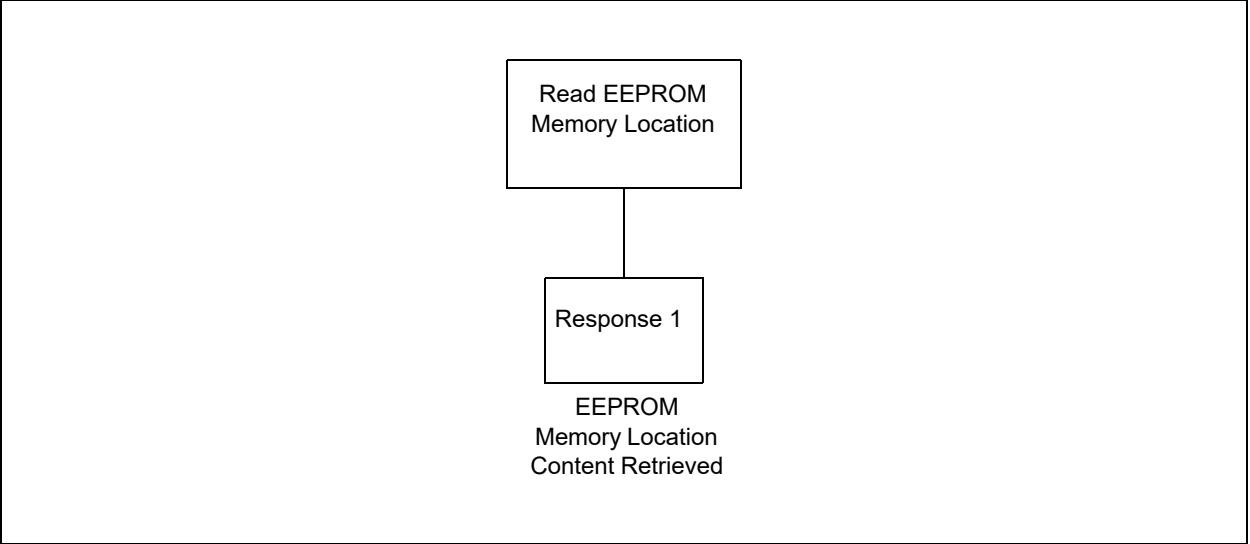 Read EEPROM
Memory Location
Response 1
EEPROM
Memory Location
Content Retrieved